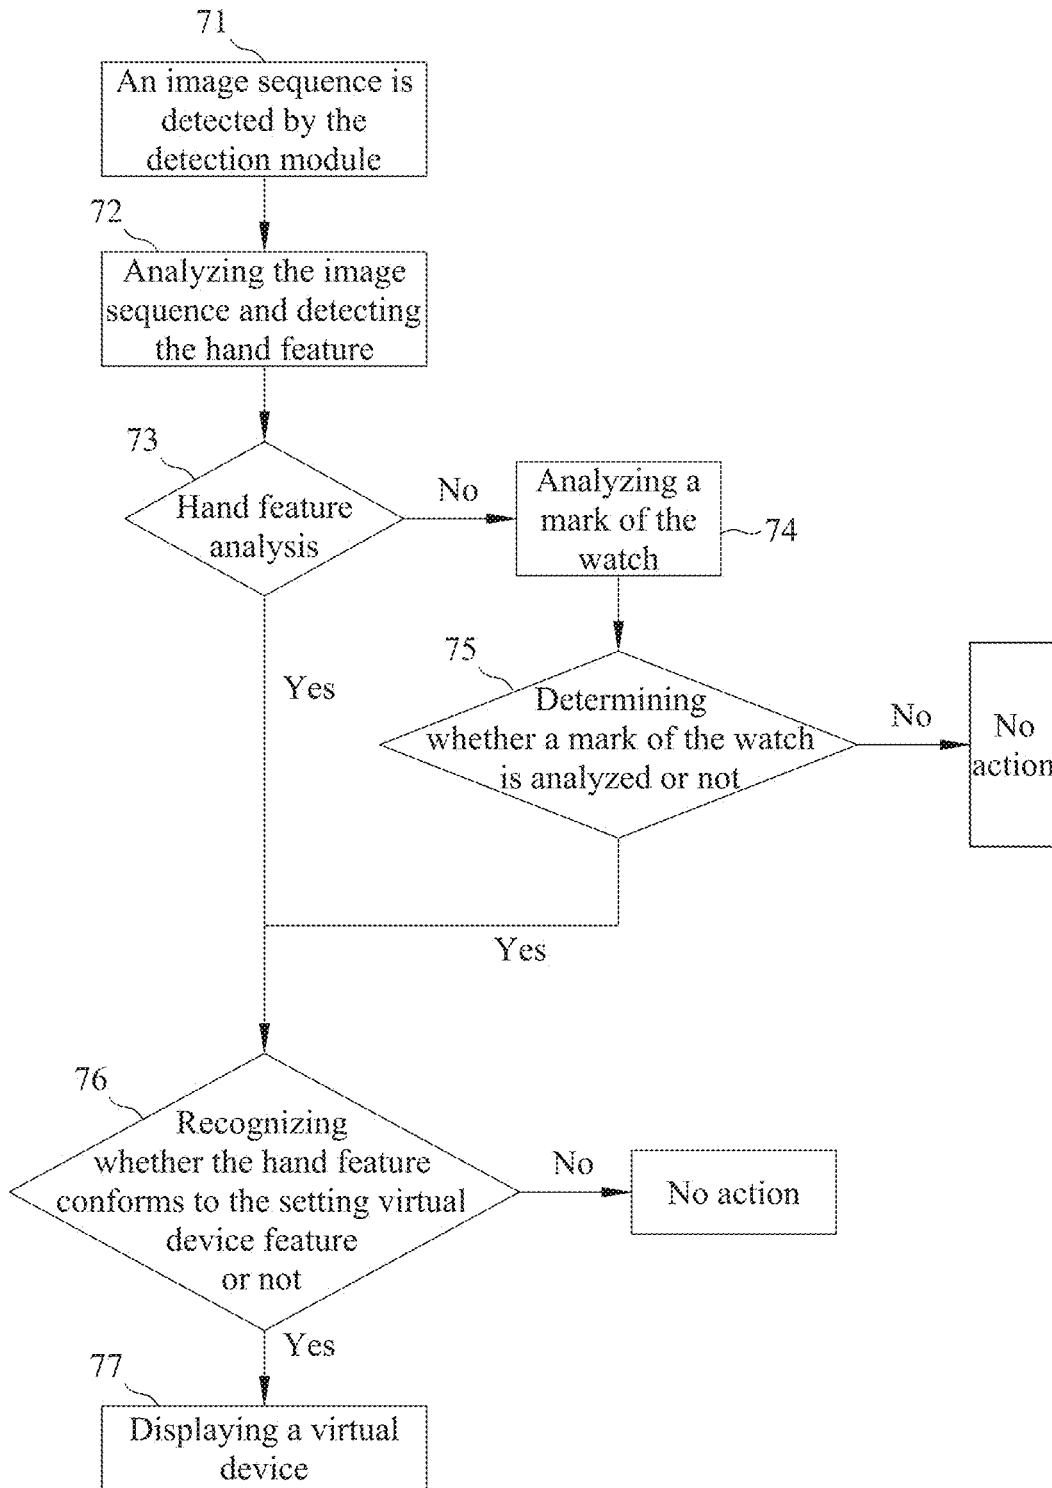 71
An image sequence is
detected by the
detection module
72
Analyzing the image
sequence and detecting
the hand feature
73
Hand feature
analysis
No
Analyzing a
mark of the
watch
74
Yes
75
Determining
whether a mark of the watch
is analyzed or not
No
No
action
Yes
76
Recognizing
whether the hand feature
conforms to the setting virtual
device feature
or not
No
No action
Yes
77
Displaying a virtual
device